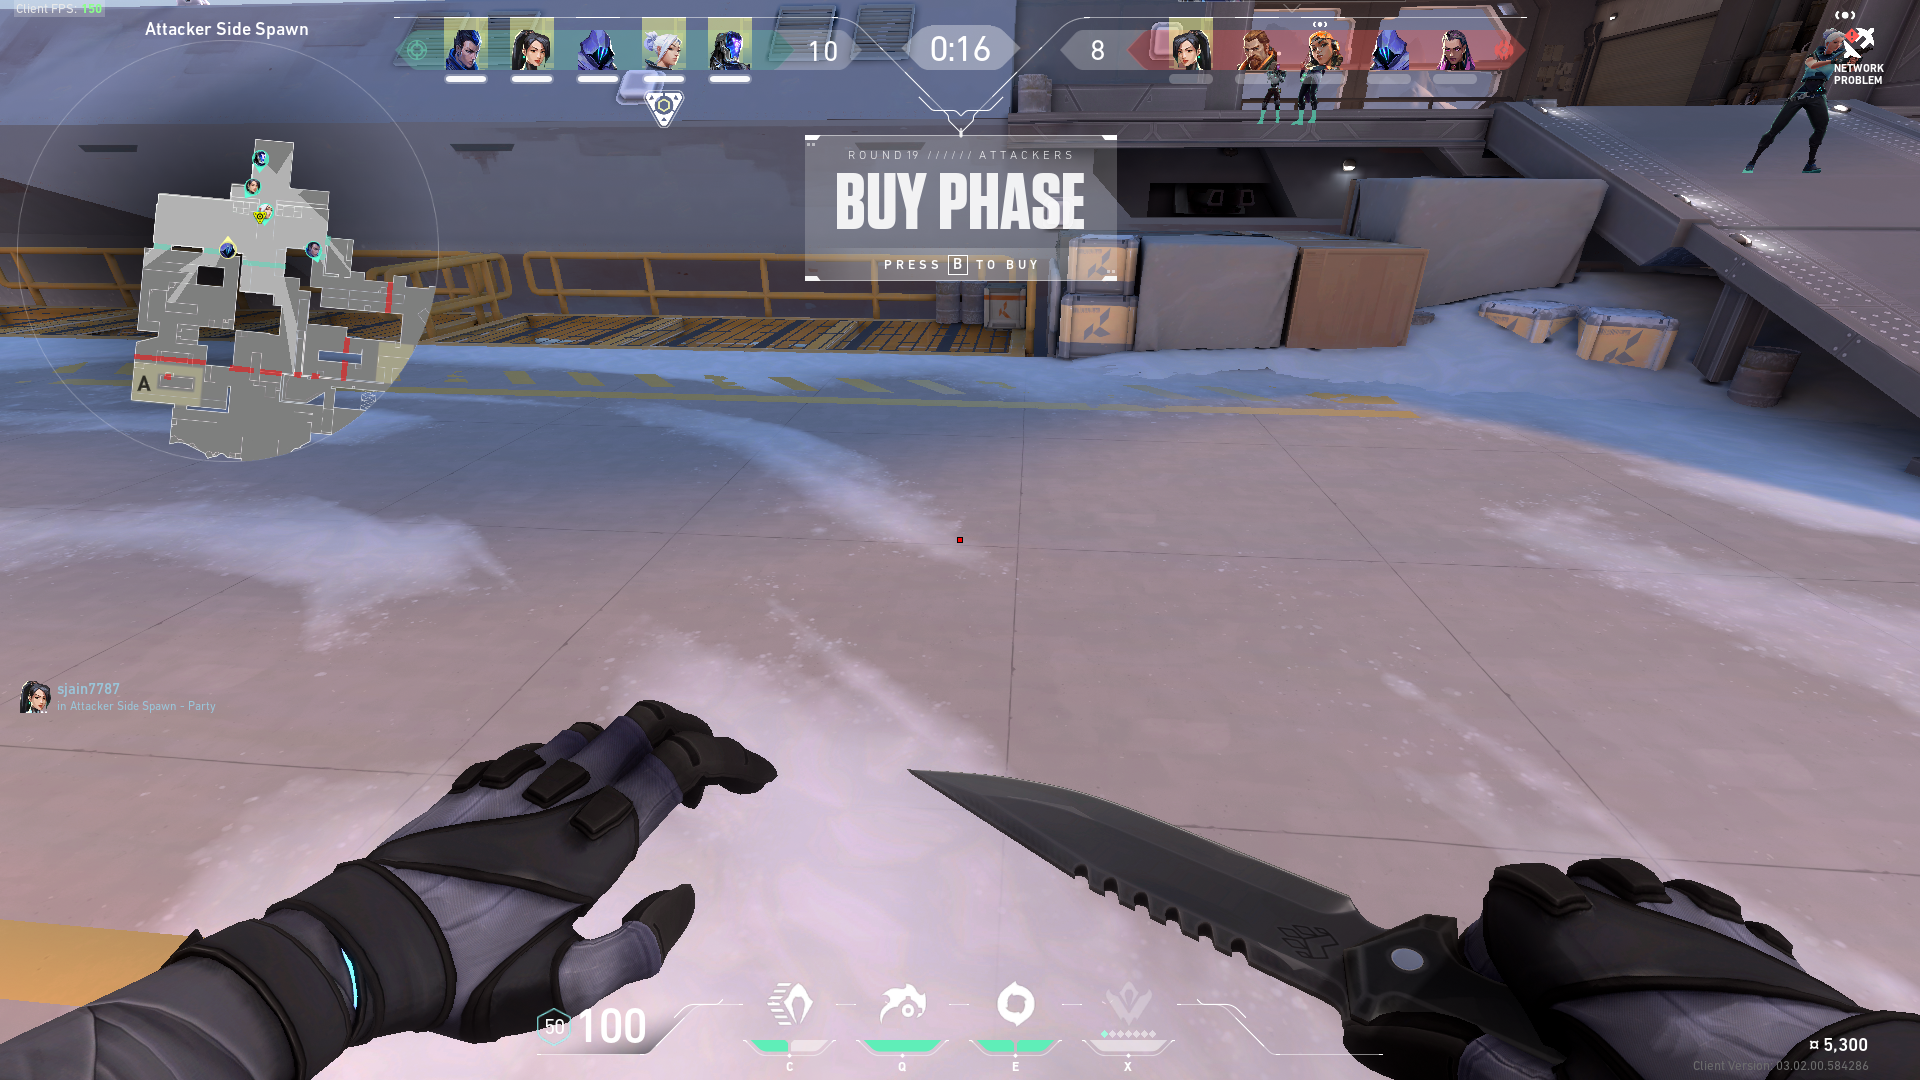 Client FPS: 150
Attacker Side Spawn
10
0:16
8
NETWORK
PROBLEM
ROUND 19 ////// ATTACKERS
BUY PHASE
PRESS B TO BUY
A
sjain7787
in Attacker Side Spawn - Party
50 100
C Q E X
¤ 5,300
Client Version: 03.02.00.584286